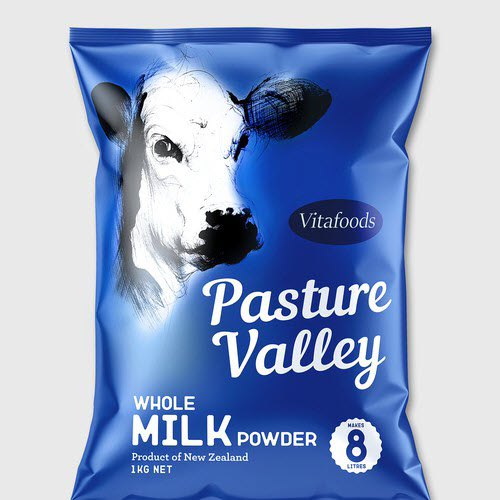 Vitafoods
Pasture
Valley
WHOLE
MILK POWDER
Product of New Zealand
1KG NET
MAKES
8
LITRES